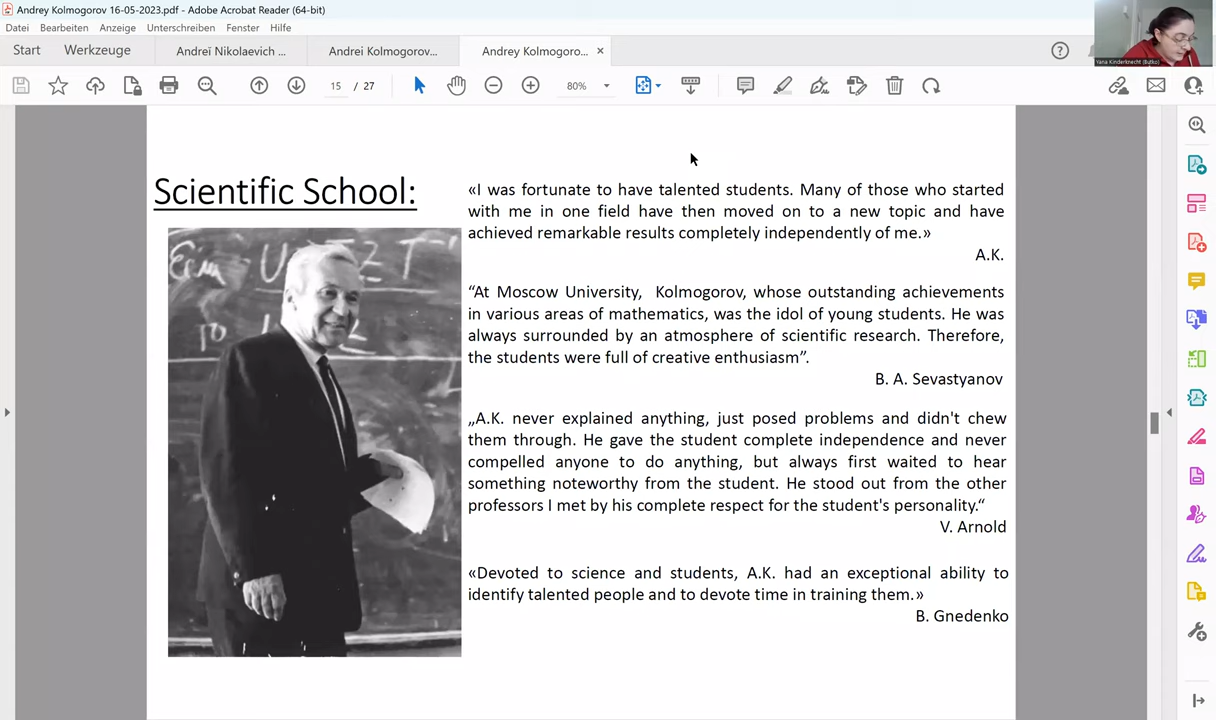 Andrey Kolmogorov 16-05-2023.pdf - Adobe Acrobat Reader (64-bit)
Datei Bearbeiten Anzeige Unterschreiben Fenster Hilfe
Start Werkzeuge Andreï Nikolaevich ... Andrei Kolmogorov... Andrey Kolmogoro... ×
Yana Kinderknecht (Butko)
15 / 27 80%
Scientific School:
«I was fortunate to have talented students. Many of those who started
with me in one field have then moved on to a new topic and have
achieved remarkable results completely independently of me.»
A.K.
“At Moscow University, Kolmogorov, whose outstanding achievements
in various areas of mathematics, was the idol of young students. He was
always surrounded by an atmosphere of scientific research. Therefore,
the students were full of creative enthusiasm”.
B. A. Sevastyanov
„A.K. never explained anything, just posed problems and didn't chew
them through. He gave the student complete independence and never
compelled anyone to do anything, but always first waited to hear
something noteworthy from the student. He stood out from the other
professors I met by his complete respect for the student's personality.“
V. Arnold
«Devoted to science and students, A.K. had an exceptional ability to
identify talented people and to devote time in training them.»
B. Gnedenko